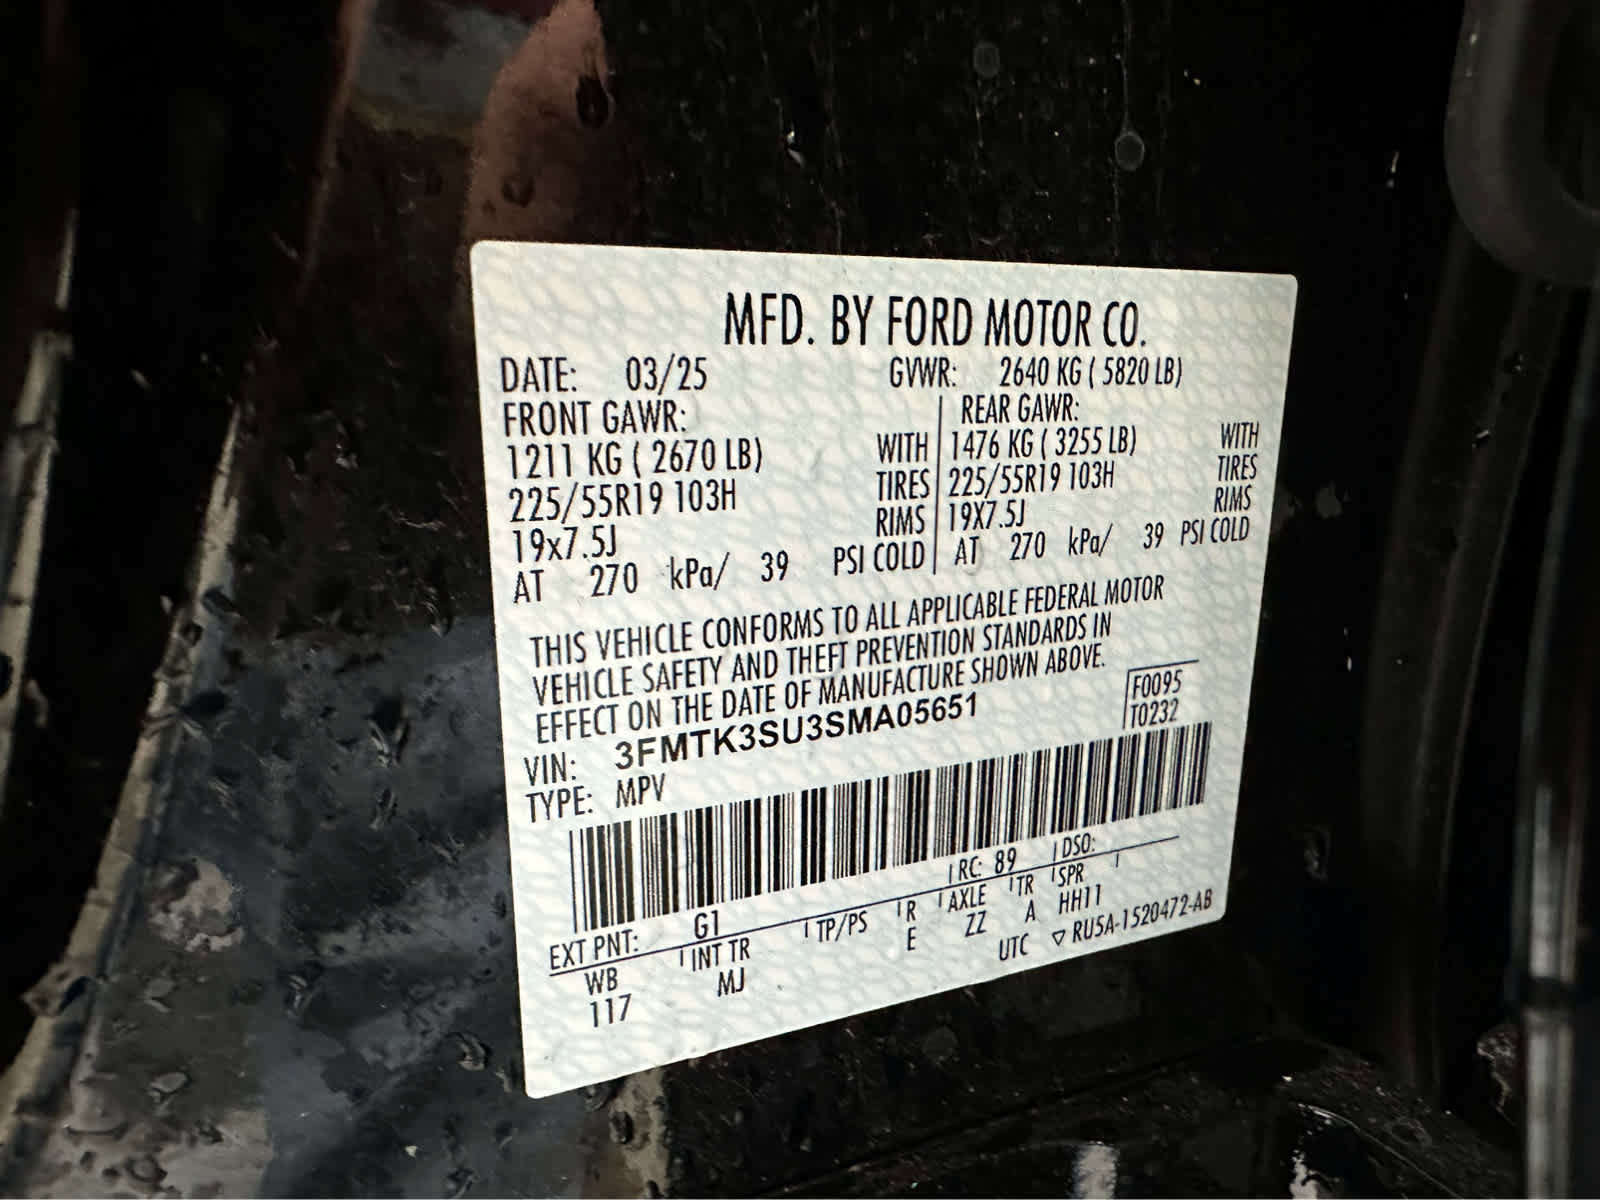 MFD. BY FORD MOTOR CO.
DATE: 03/25 GVWR: 2640 KG ( 5820 LB)
FRONT GAWR: REAR GAWR:
1211 KG ( 2670 LB) WITH 1476 KG ( 3255 LB) WITH
225/55R19 103H TIRES 225/55R19 103H TIRES
19x7.5J RIMS 19X7.5J RIMS
AT 270 kPa/ 39 PSI COLD AT 270 kPa/ 39 PSI COLD
THIS VEHICLE CONFORMS TO ALL APPLICABLE FEDERAL MOTOR
VEHICLE SAFETY AND THEFT PREVENTION STANDARDS IN
EFFECT ON THE DATE OF MANUFACTURE SHOWN ABOVE.
F0095
VIN: 3FMTK3SU3SMA05651 T0232
TYPE: MPV
EXT PNT: G1 RC: 89 DSO:
WB INT TR TP/PS R AXLE TR SPR
117 MJ E ZZ A HH11
UTC ▽ RU5A-1520472-AB